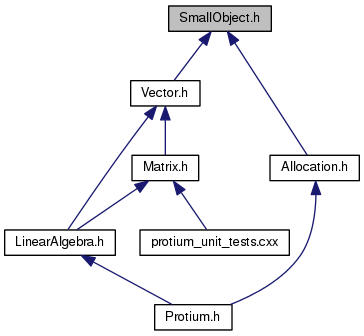 SmallObject.h
Vector.h
Matrix.h
Allocation.h
LinearAlgebra.h
protium_unit_tests.cxx
Protium.h